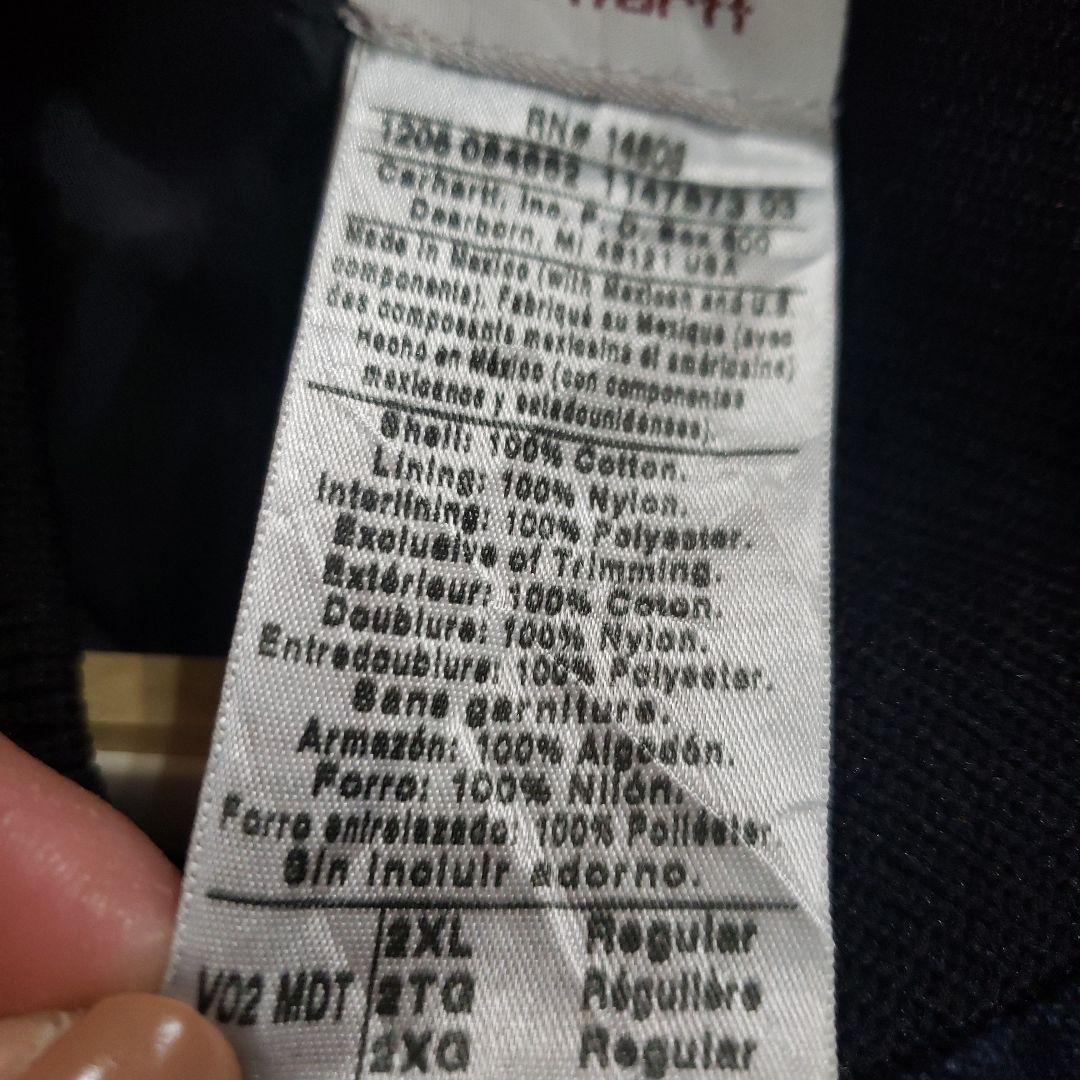 RN# 14806
1206 084662 1147873 05
Carhartt, Inc. P. O. Box 600
Dearborn, MI 48121 USA
Made in Mexico (with Mexican and U.S.
components). Fabriqué au Mexique (avec
des composants mexicains et américains)
Hecho en México (con componentes
mexicanos y estadounidenses).
Shell: 100% Cotton.
Lining: 100% Nylon.
Interlining: 100% Polyester.
Exclusive of Trimming.
Extérieur: 100% Coton.
Doublure: 100% Nylon.
Entredoublure: 100% Polyester.
Sans garniture.
Armazón: 100% Algodón.
Forro: 100% Nilón.
Forro entrelazado: 100% Poliéster
Sin incluir adorno.
2XL Regular
V02 MDT 2TG Régulière
2XG Regular